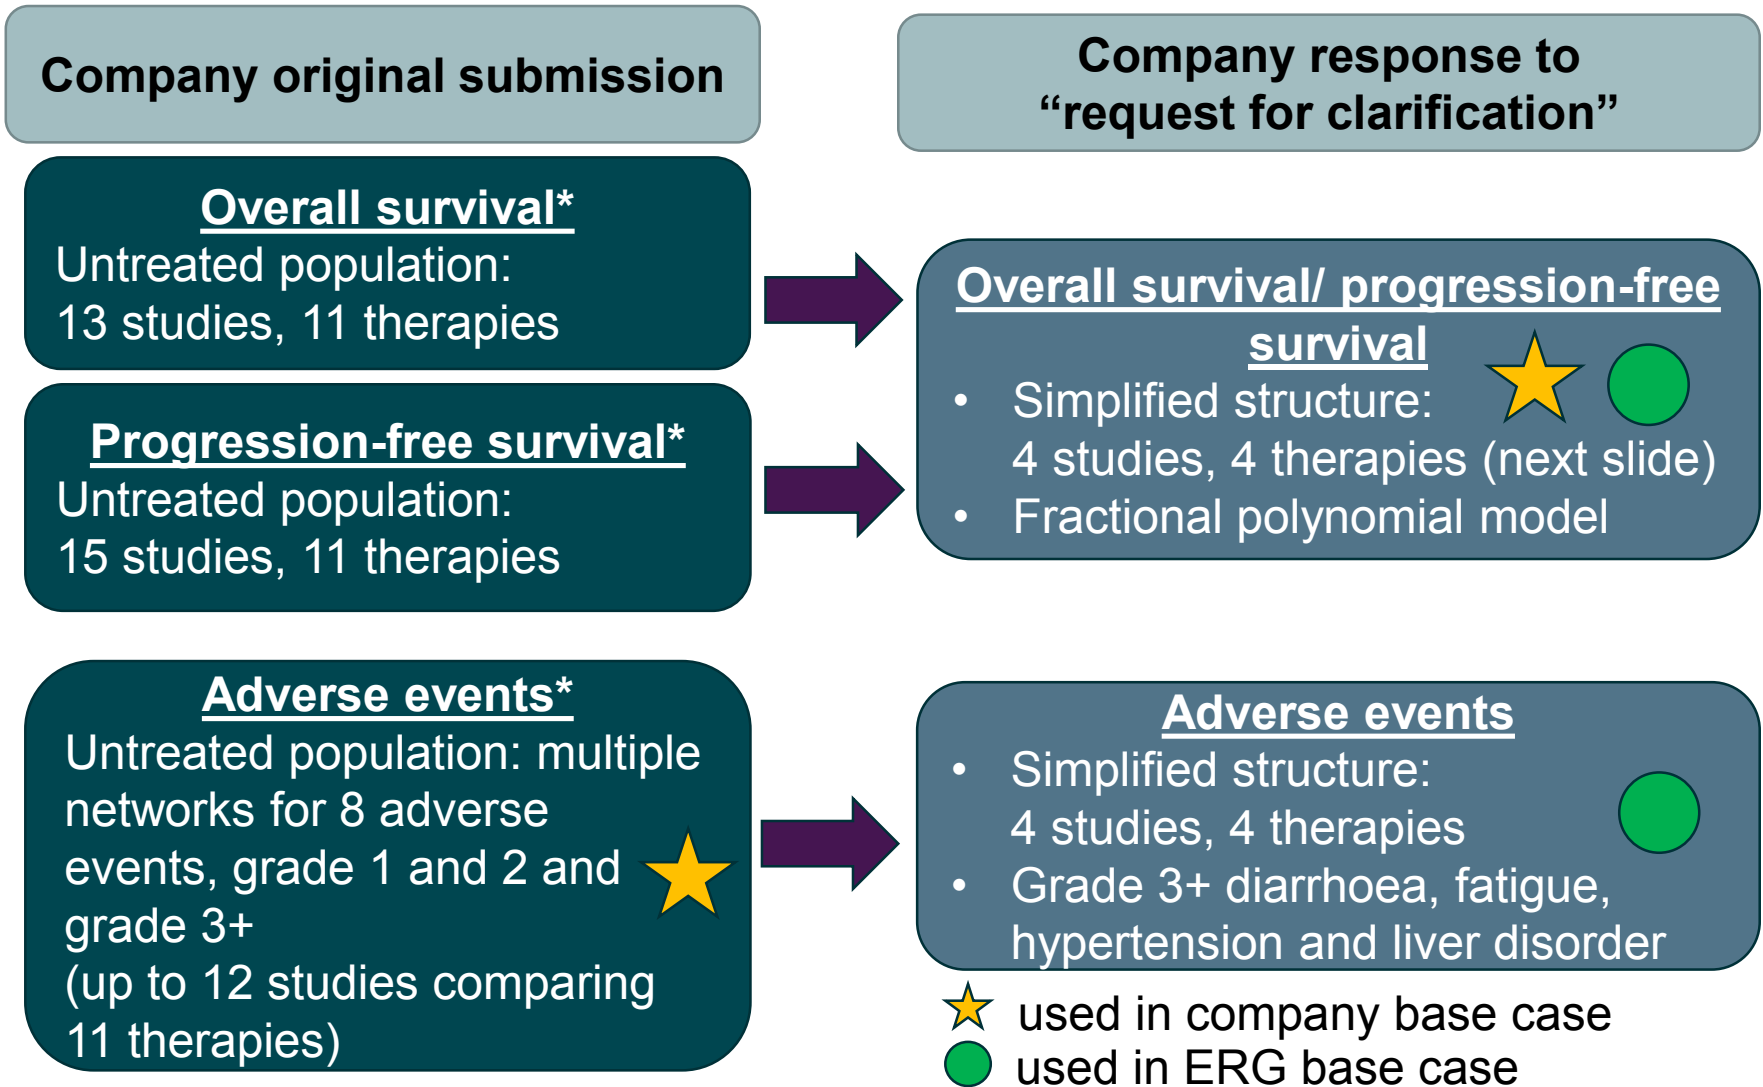 Company original submission
Company response to
“request for clarification”
Overall survival*
Untreated population:
13 studies, 11 therapies
Progression-free survival*
Untreated population:
15 studies, 11 therapies
Overall survival/ progression-free
survival
• Simplified structure:
4 studies, 4 therapies (next slide)
• Fractional polynomial model
Adverse events*
Untreated population: multiple
networks for 8 adverse
events, grade 1 and 2 and
grade 3+
(up to 12 studies comparing
11 therapies)
Adverse events
• Simplified structure:
4 studies, 4 therapies
• Grade 3+ diarrhoea, fatigue,
hypertension and liver disorder
used in company base case
used in ERG base case